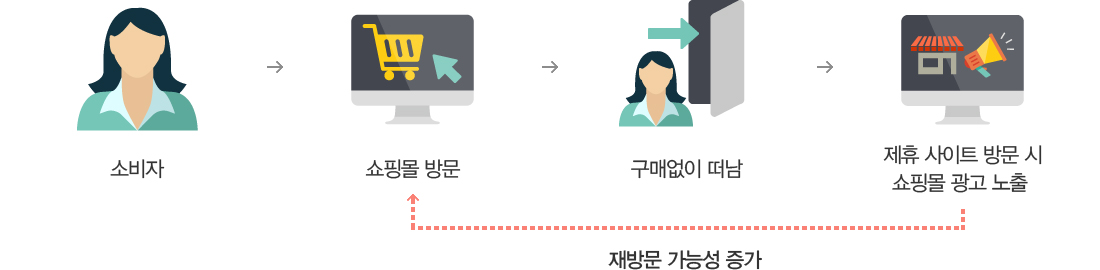 소비자
쇼핑몰 방문
구매없이 떠남
제휴 사이트 방문 시
쇼핑몰 광고 노출
재방문 가능성 증가